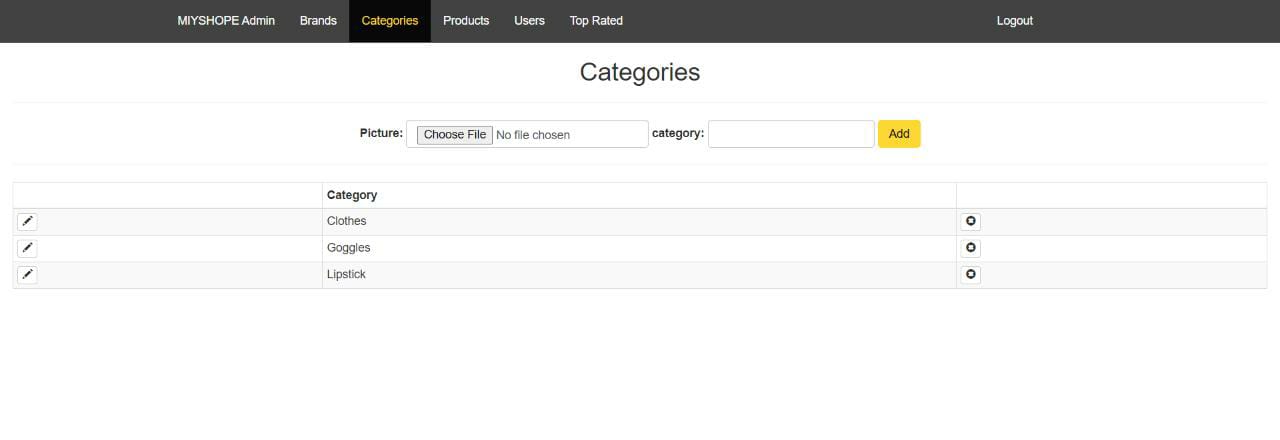 MIYSHOPE Admin Brands Categories Products Users Top Rated Logout
Categories
Picture: Choose File No file chosen category: Add
Category
Clothes
Goggles
Lipstick